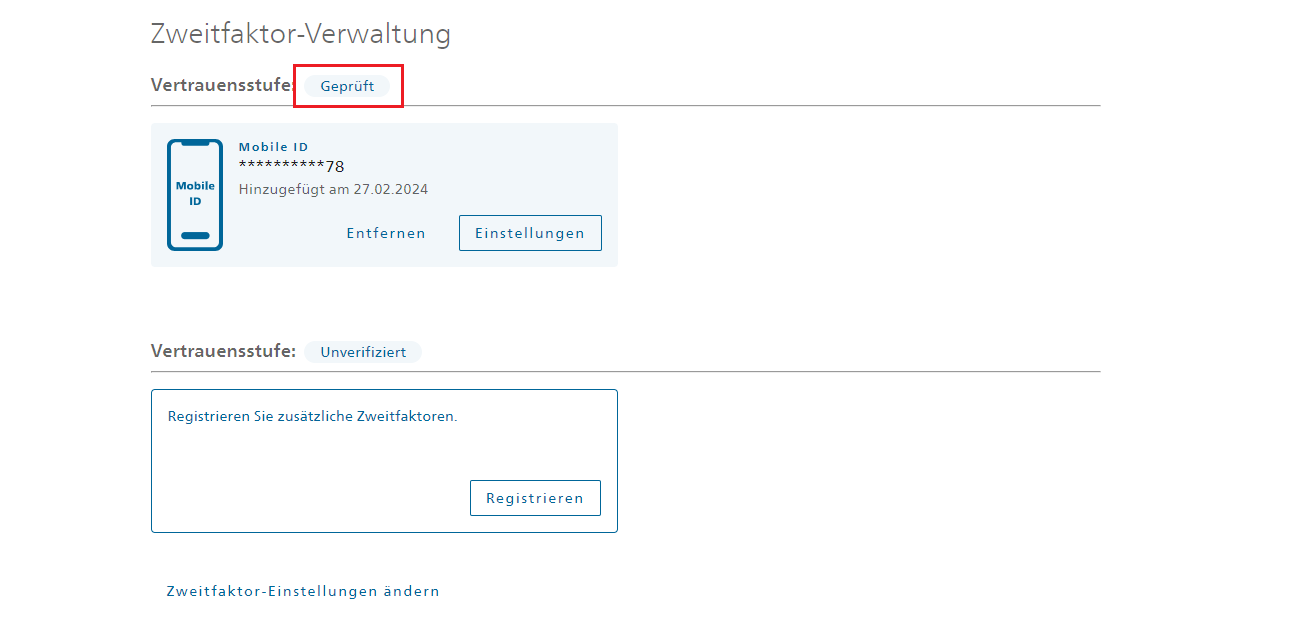 Zweitfaktor-Verwaltung
Vertrauensstufe: Geprüft
Mobile ID
**********78
Mobile
ID
Hinzugefügt am 27.02.2024
Entfernen Einstellungen
Vertrauensstufe: Unverifiziert
Registrieren Sie zusätzliche Zweitfaktoren.
Registrieren
Zweitfaktor-Einstellungen ändern